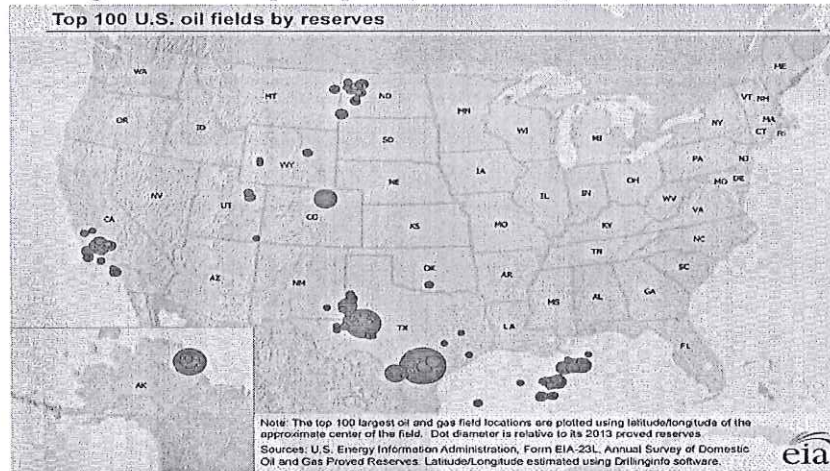 Top 100 U.S. oil fields by reserves
WA
MT
ND
MN
ME
VT NH
OR
ID
SD
WI
MI
NY
MA
CT RI
WY
IA
PA
NJ
NV
NE
OH
MD DE
UT
IL
IN
WV
CA
CO
KS
MO
KY
VA
NC
TN
AZ
NM
OK
AR
SC
MS
AL
GA
TX
LA
FL
AK
Note: The top 100 largest oil and gas field locations are plotted using latitude/longitude of the
approximate center of the field. Dot diameter is relative to its 2013 proved reserves.
Sources: U.S. Energy Information Administration, Form EIA-23L, Annual Survey of Domestic
Oil and Gas Proved Reserves. Latitude/Longitude estimated using Drillinginfo software.
eia